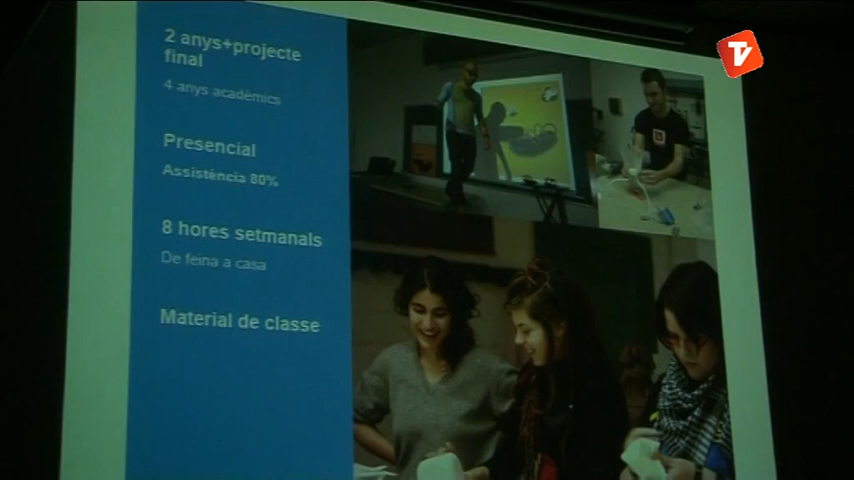 2 anys+projecte
final
4 anys acadèmics
Presencial
Assistència 80%
8 hores setmanals
De feina a casa
Material de classe
TV